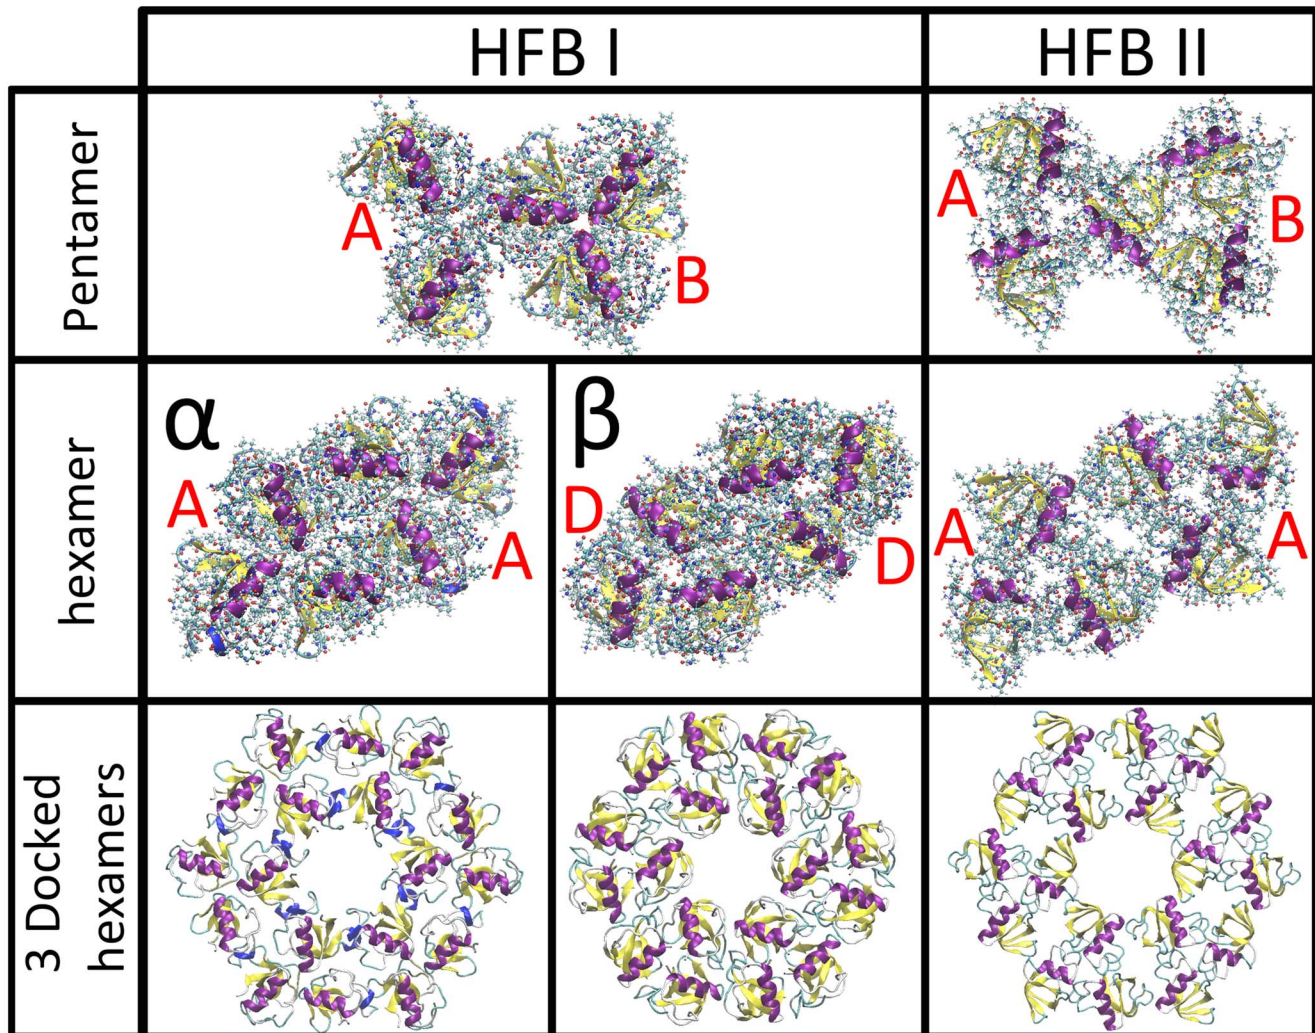 HFB I
HFB II
Pentamer
A
B
A
B
hexamer
α
A
A
β
D
D
A
A
3 Docked
hexamers